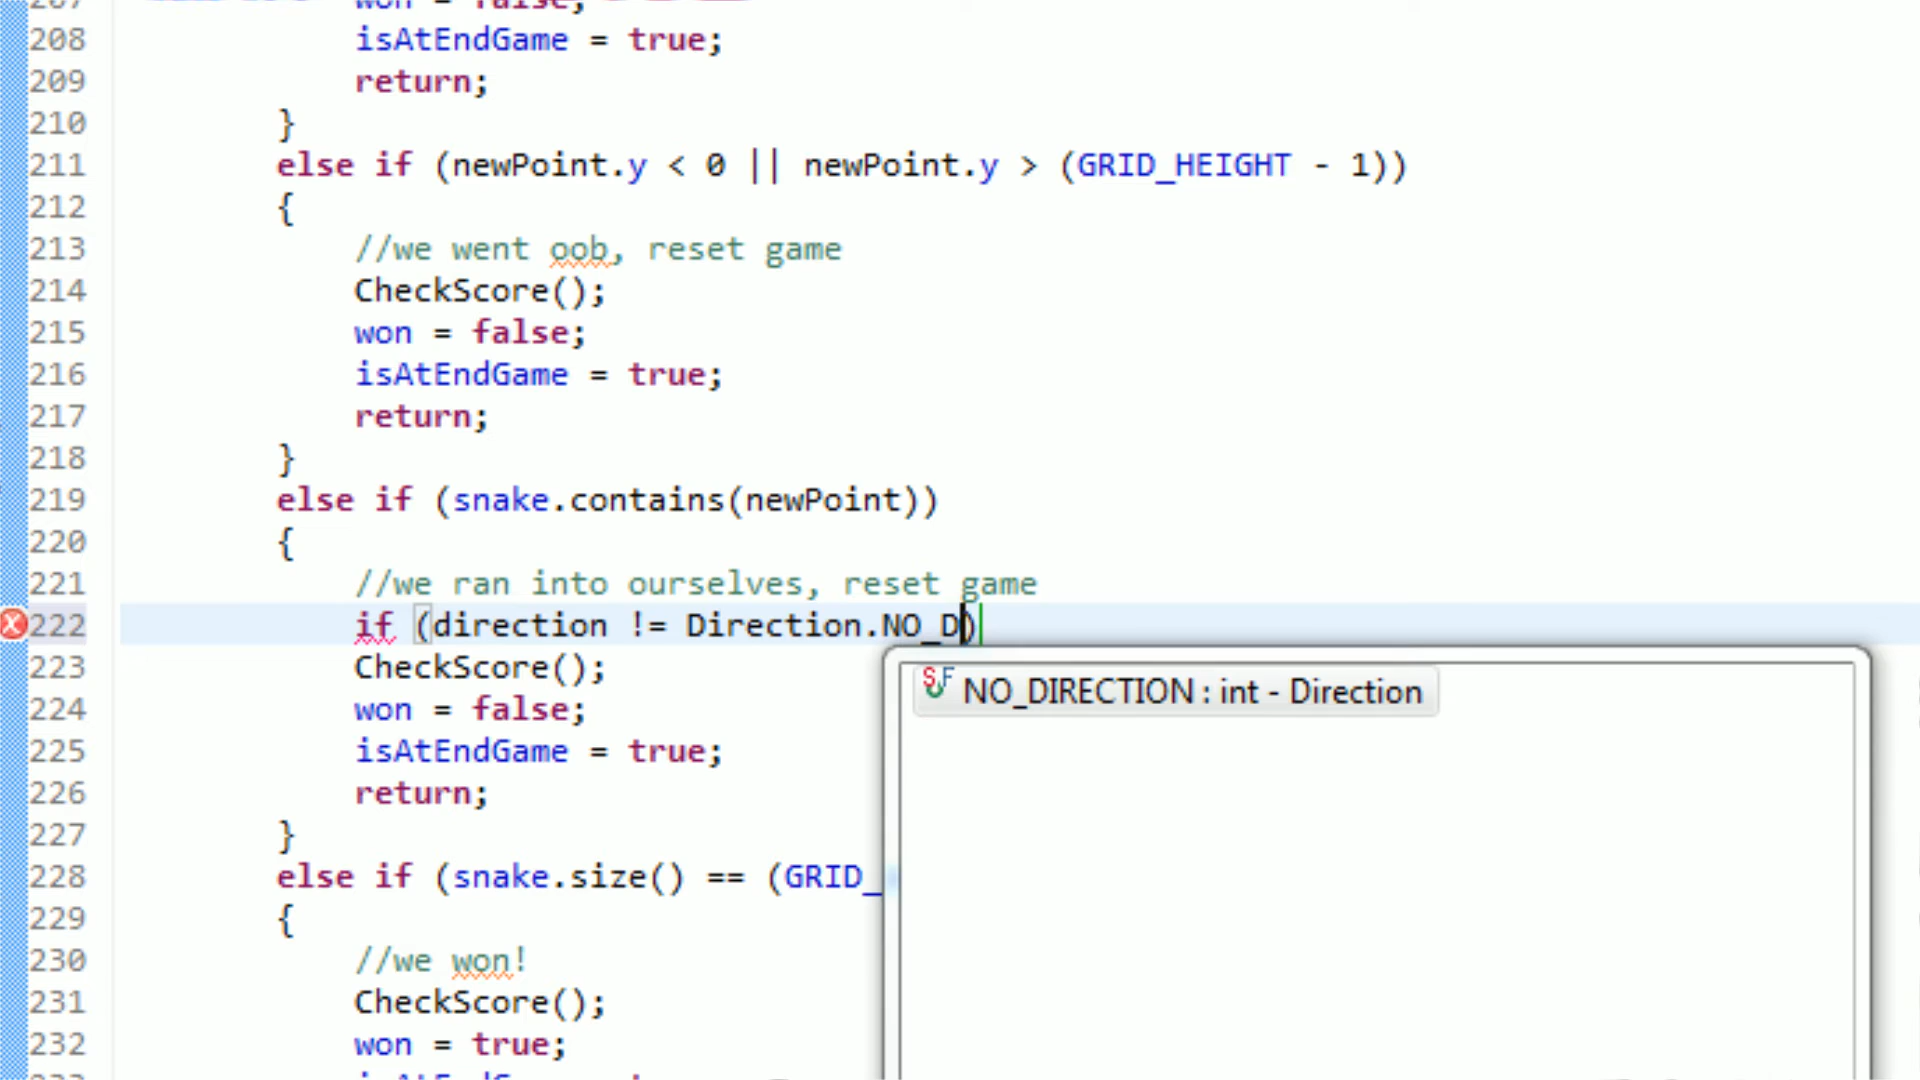 207 won = false;
208 isAtEndGame = true;
209 return;
210 }
211 else if (newPoint.y < 0 || newPoint.y > (GRID_HEIGHT - 1))
212 {
213 //we went oob, reset game
214 CheckScore();
215 won = false;
216 isAtEndGame = true;
217 return;
218 }
219 else if (snake.contains(newPoint))
220 {
221 //we ran into ourselves, reset game
222 if (direction != Direction.NO_D)
223 CheckScore();
NO_DIRECTION : int - Direction
224 won = false;
225 isAtEndGame = true;
226 return;
227 }
228 else if (snake.size() == (GRID_
229 {
230 //we won!
231 CheckScore();
232 won = true;